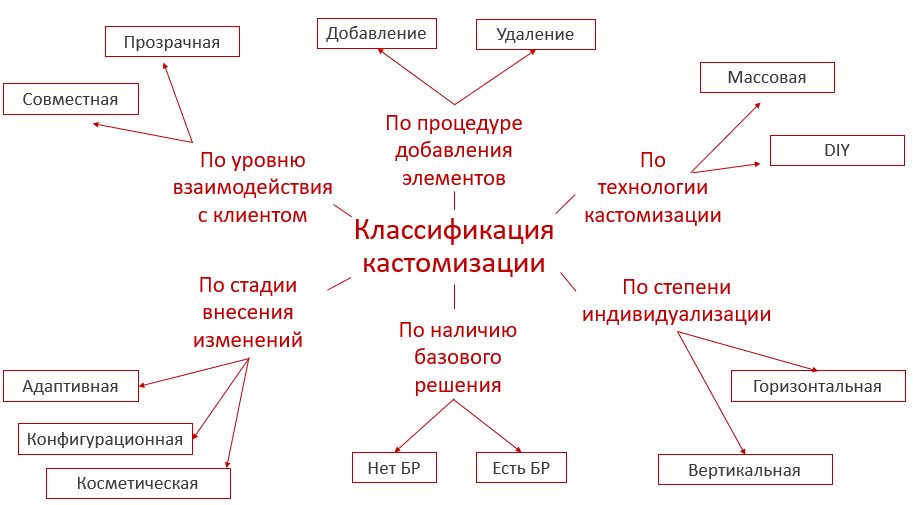 Прозрачная
Совместная
По уровню
взаимодействия
с клиентом
Добавление
Удаление
По процедуре
добавления
элементов
Массовая
DIY
По
технологии
кастомизации
Классификация
кастомизации
По стадии
внесения
изменений
Адаптивная
Конфигурационная
Косметическая
По наличию
базового
решения
Нет БР
Есть БР
По степени
индивидуализации
Горизонтальная
Вертикальная